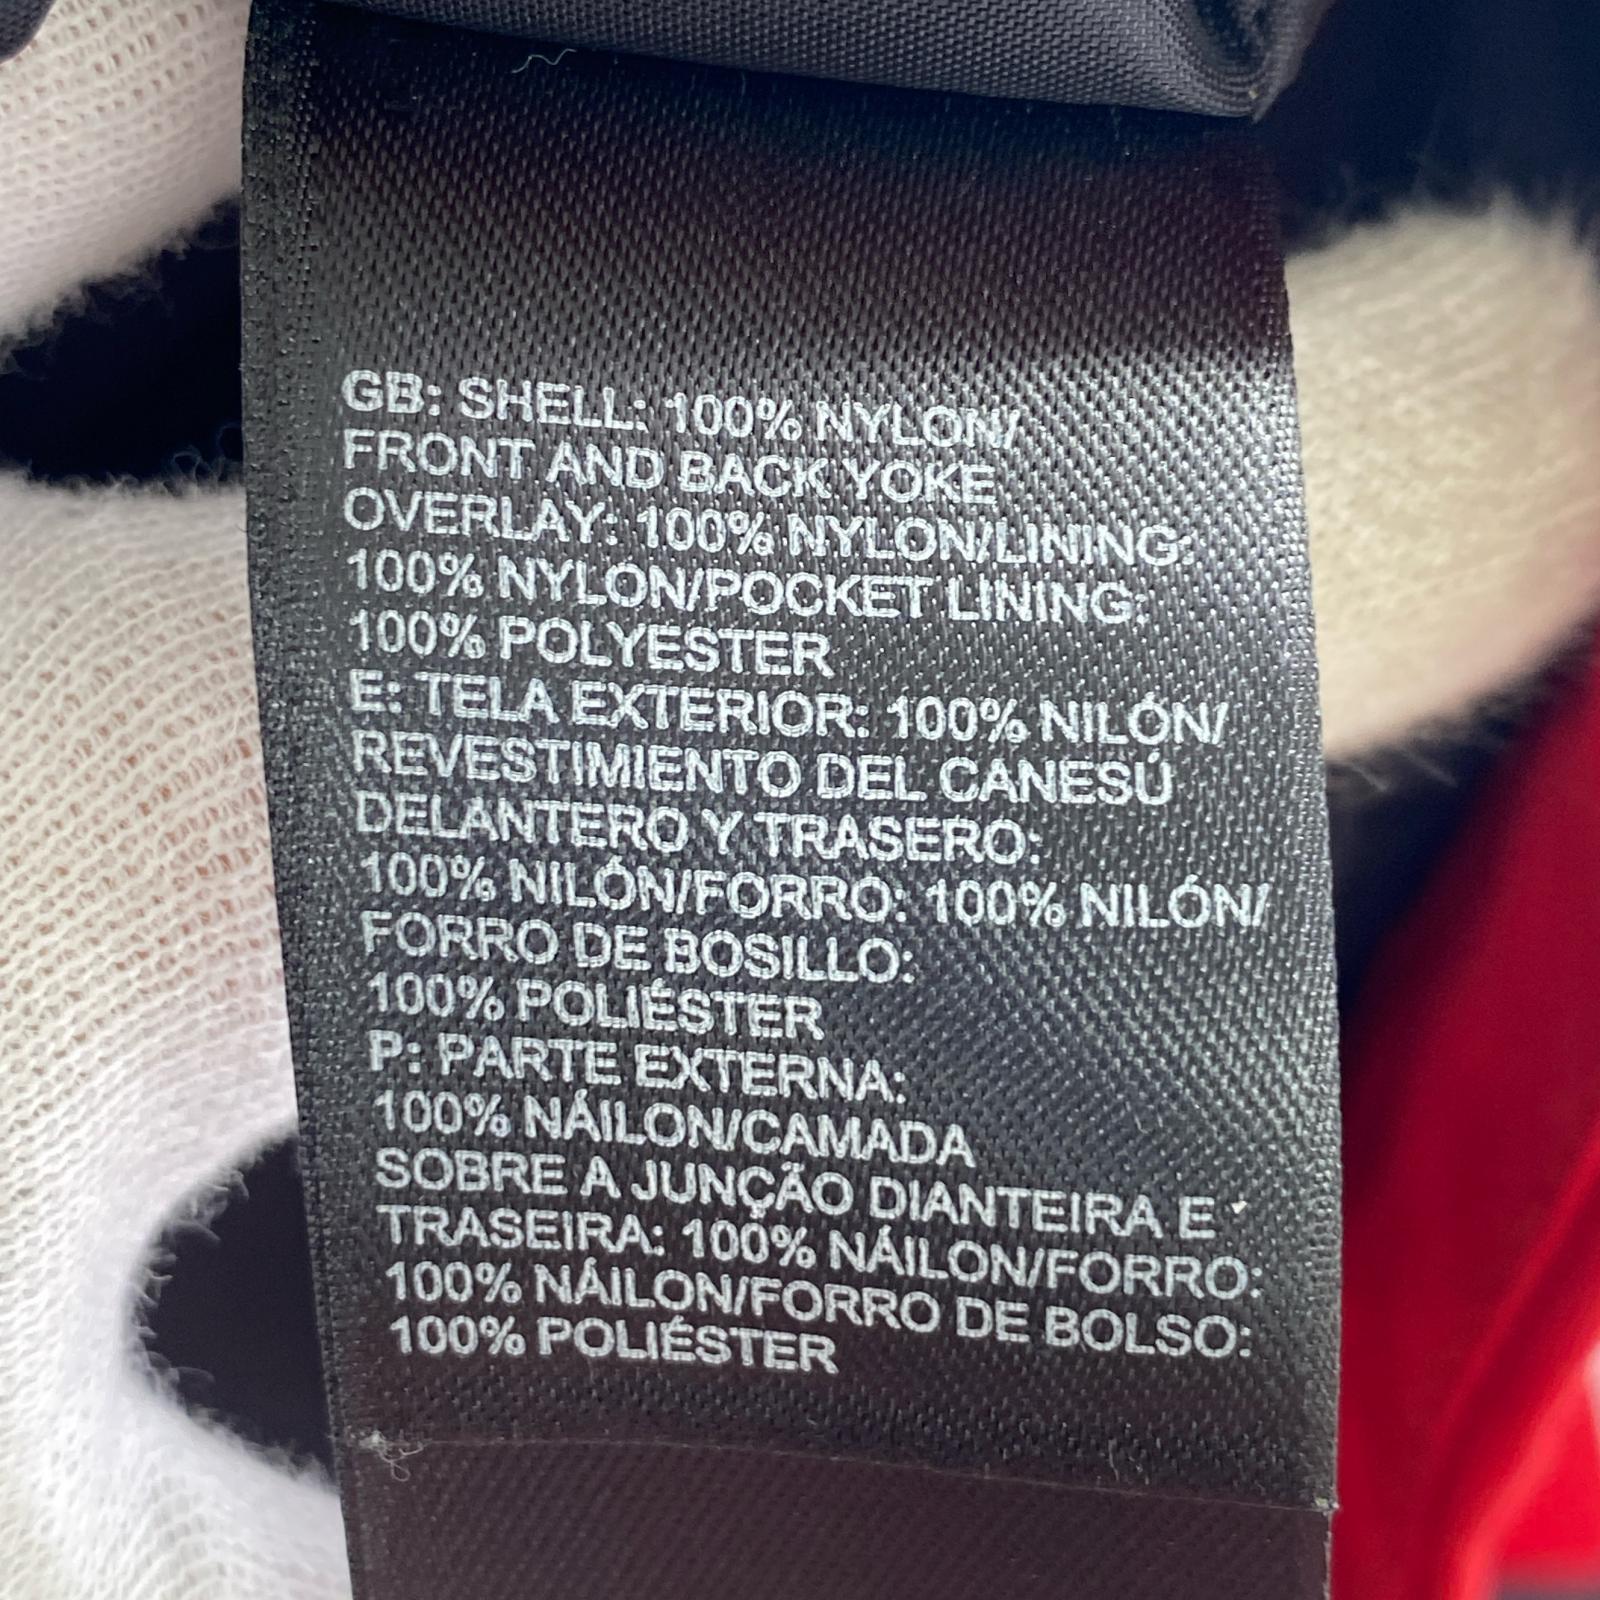 GB: SHELL: 100% NYLON/
FRONT AND BACK YOKE
OVERLAY: 100% NYLON/LINING:
100% NYLON/POCKET LINING:
100% POLYESTER
E: TELA EXTERIOR: 100% NILÓN/
REVESTIMIENTO DEL CANESÚ
DELANTERO Y TRASERO:
100% NILÓN/FORRO: 100% NILÓN/
FORRO DE BOSILLO:
100% POLIÉSTER
P: PARTE EXTERNA:
100% NÁILON/CAMADA
SOBRE A JUNÇÃO DIANTEIRA E
TRASEIRA: 100% NÁILON/FORRO:
100% NÁILON/FORRO DE BOLSO:
100% POLIÉSTER